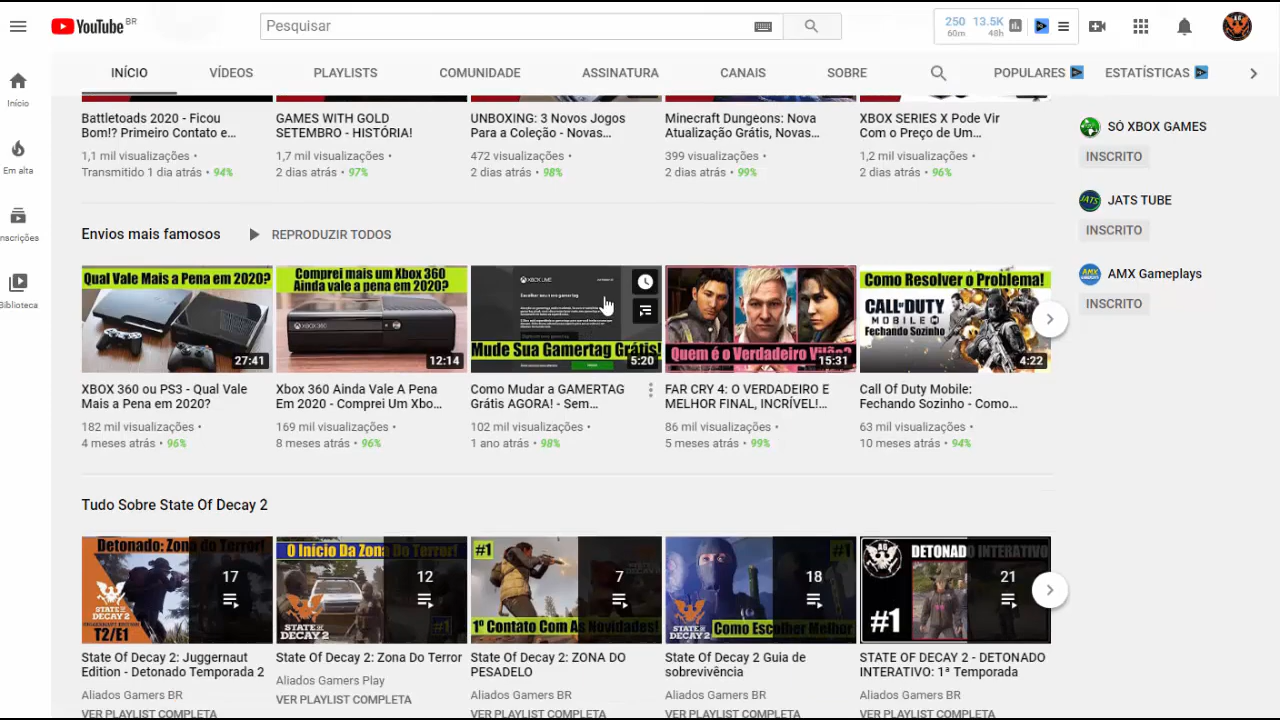 YouTube BR
Pesquisar
250 13.5K
60m 48h
INÍCIO VÍDEOS PLAYLISTS COMUNIDADE ASSINATURA CANAIS SOBRE POPULARES ESTATÍSTICAS
Início
Em alta
nscrições
Biblioteca
Battletoads 2020 - Ficou
Bom!? Primeiro Contato e...
1,1 mil visualizações •
Transmitido 1 dia atrás • 94%
GAMES WITH GOLD
SETEMBRO - HISTÓRIA!
1,7 mil visualizações •
2 dias atrás • 97%
UNBOXING: 3 Novos Jogos
Para a Coleção - Novas...
472 visualizações •
2 dias atrás • 98%
Minecraft Dungeons: Nova
Atualização Grátis, Novas...
399 visualizações •
2 dias atrás • 99%
XBOX SERIES X Pode Vir
Com o Preço de Um...
1,2 mil visualizações •
2 dias atrás • 96%
SÓ XBOX GAMES
INSCRITO
JATS TUBE
INSCRITO
AMX Gameplays
INSCRITO
Envios mais famosos REPRODUZIR TODOS
Qual Vale Mais a Pena em 2020?
27:41
XBOX 360 ou PS3 - Qual Vale
Mais a Pena em 2020?
182 mil visualizações •
4 meses atrás • 96%
Comprei mais um Xbox 360
Ainda vale a pena em 2020?
XBOX360
12:14
Xbox 360 Ainda Vale A Pena
Em 2020 - Comprei Um Xbo...
169 mil visualizações •
8 meses atrás • 96%
XBOX LIVE
Mude Sua Gamertag Grátis!
5:20
Como Mudar a GAMERTAG
Grátis AGORA! - Sem...
102 mil visualizações •
1 ano atrás • 98%
Quem é o Verdadeiro Vilão?
15:31
FAR CRY 4: O VERDADEIRO E
MELHOR FINAL, INCRÍVEL!...
86 mil visualizações •
5 meses atrás • 99%
Como Resolver o Problema!
CALL OF DUTY
MOBILE
Fechando Sozinho
4:22
Call Of Duty Mobile:
Fechando Sozinho - Como...
63 mil visualizações •
10 meses atrás • 94%
Tudo Sobre State Of Decay 2
Detonado: Zona do Terror!
STATE OF
DECAY 2
T2/E1
17
State Of Decay 2: Juggernaut
Edition - Detonado Temporada 2
Aliados Gamers BR
VER PLAYLIST COMPLETA
O Início Da Zona Do Terror!
STATE OF
DECAY 2
#1
12
State Of Decay 2: Zona Do Terror
Aliados Gamers Play
VER PLAYLIST COMPLETA
#1
1º Contato Com As Novidades!
7
State Of Decay 2: ZONA DO
PESADELO
Aliados Gamers BR
VER PLAYLIST COMPLETA
#1
STATE OF
DECAY 2
Como Escolher Melhor
18
State Of Decay 2 Guia de
sobrevivência
Aliados Gamers BR
VER PLAYLIST COMPLETA
DETONADO INTERATIVO
#1
21
STATE OF DECAY 2 - DETONADO
INTERATIVO: 1ª Temporada
Aliados Gamers BR
VER PLAYLIST COMPLETA